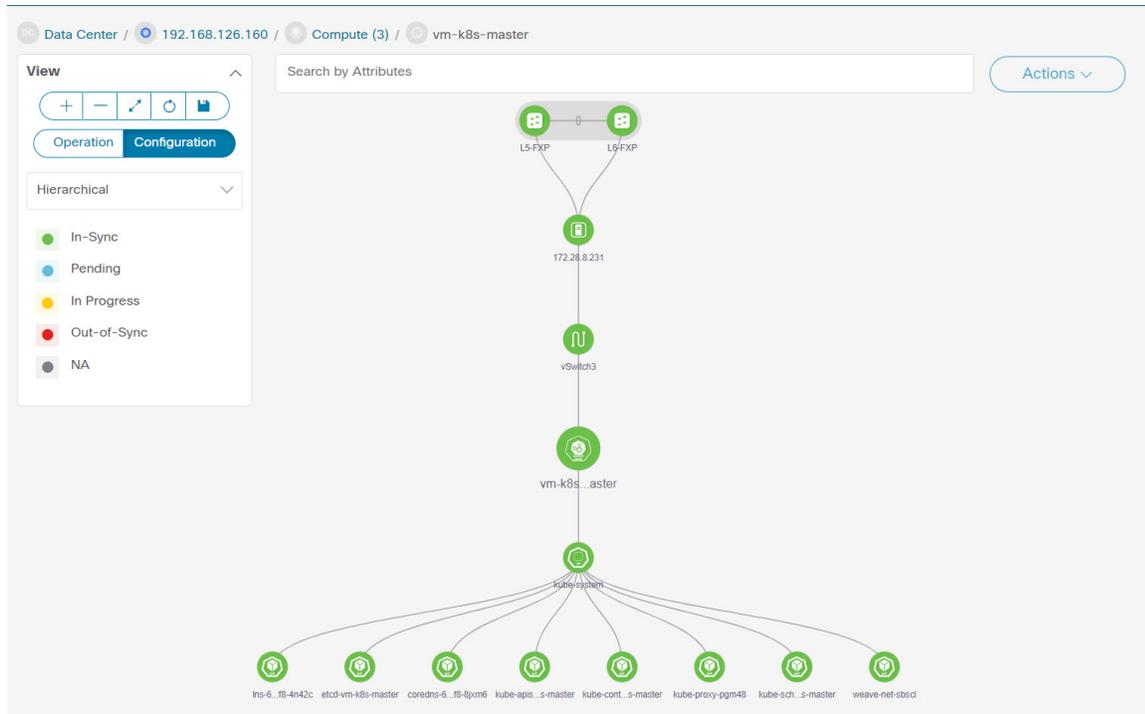 DC Data Center / 192.168.126.160 / Compute (3) / vm-k8s-master
View
Search by Attributes
Actions
Operation Configuration
Hierarchical
In-Sync
Pending
In Progress
Out-of-Sync
NA
L5-FXP L6-FXP
172.28.8.231
vSwitch3
vm-k8s...aster
kube-system
lns-6...f8-4n42c etcd-vm-k8s-master coredns-6...f8-8jxm6 kube-apis...s-master kube-cont...s-master kube-proxy-pgm48 kube-sch...s-master weave-net-sbscl